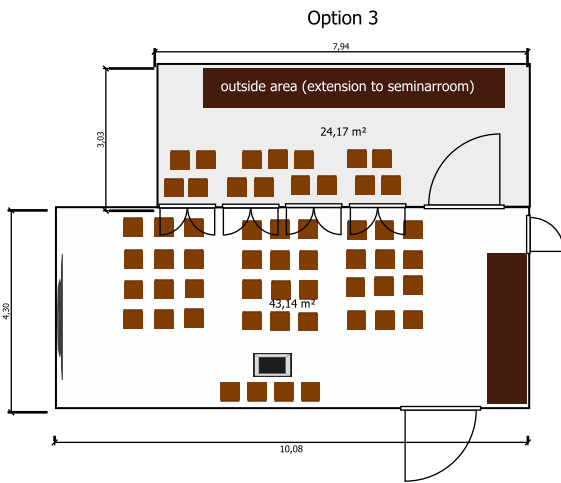 Option 3
7,94
outside area (extension to seminarroom)
24,17 m²
3,03
4,30
43,14 m²
10,08